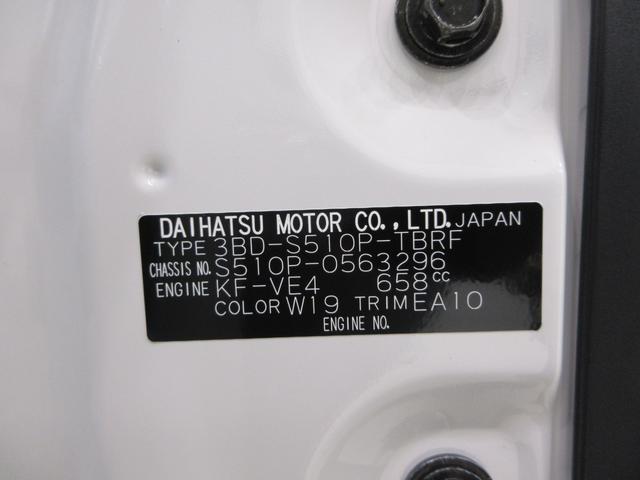 DAIHATSU MOTOR CO.,LTD. JAPAN
TYPE 3BD-S510P-TBRF
CHASSIS NO. S510P-0563296
ENGINE KF-VE4 658cc
COLOR W19 TRIM EA10
ENGINE NO.